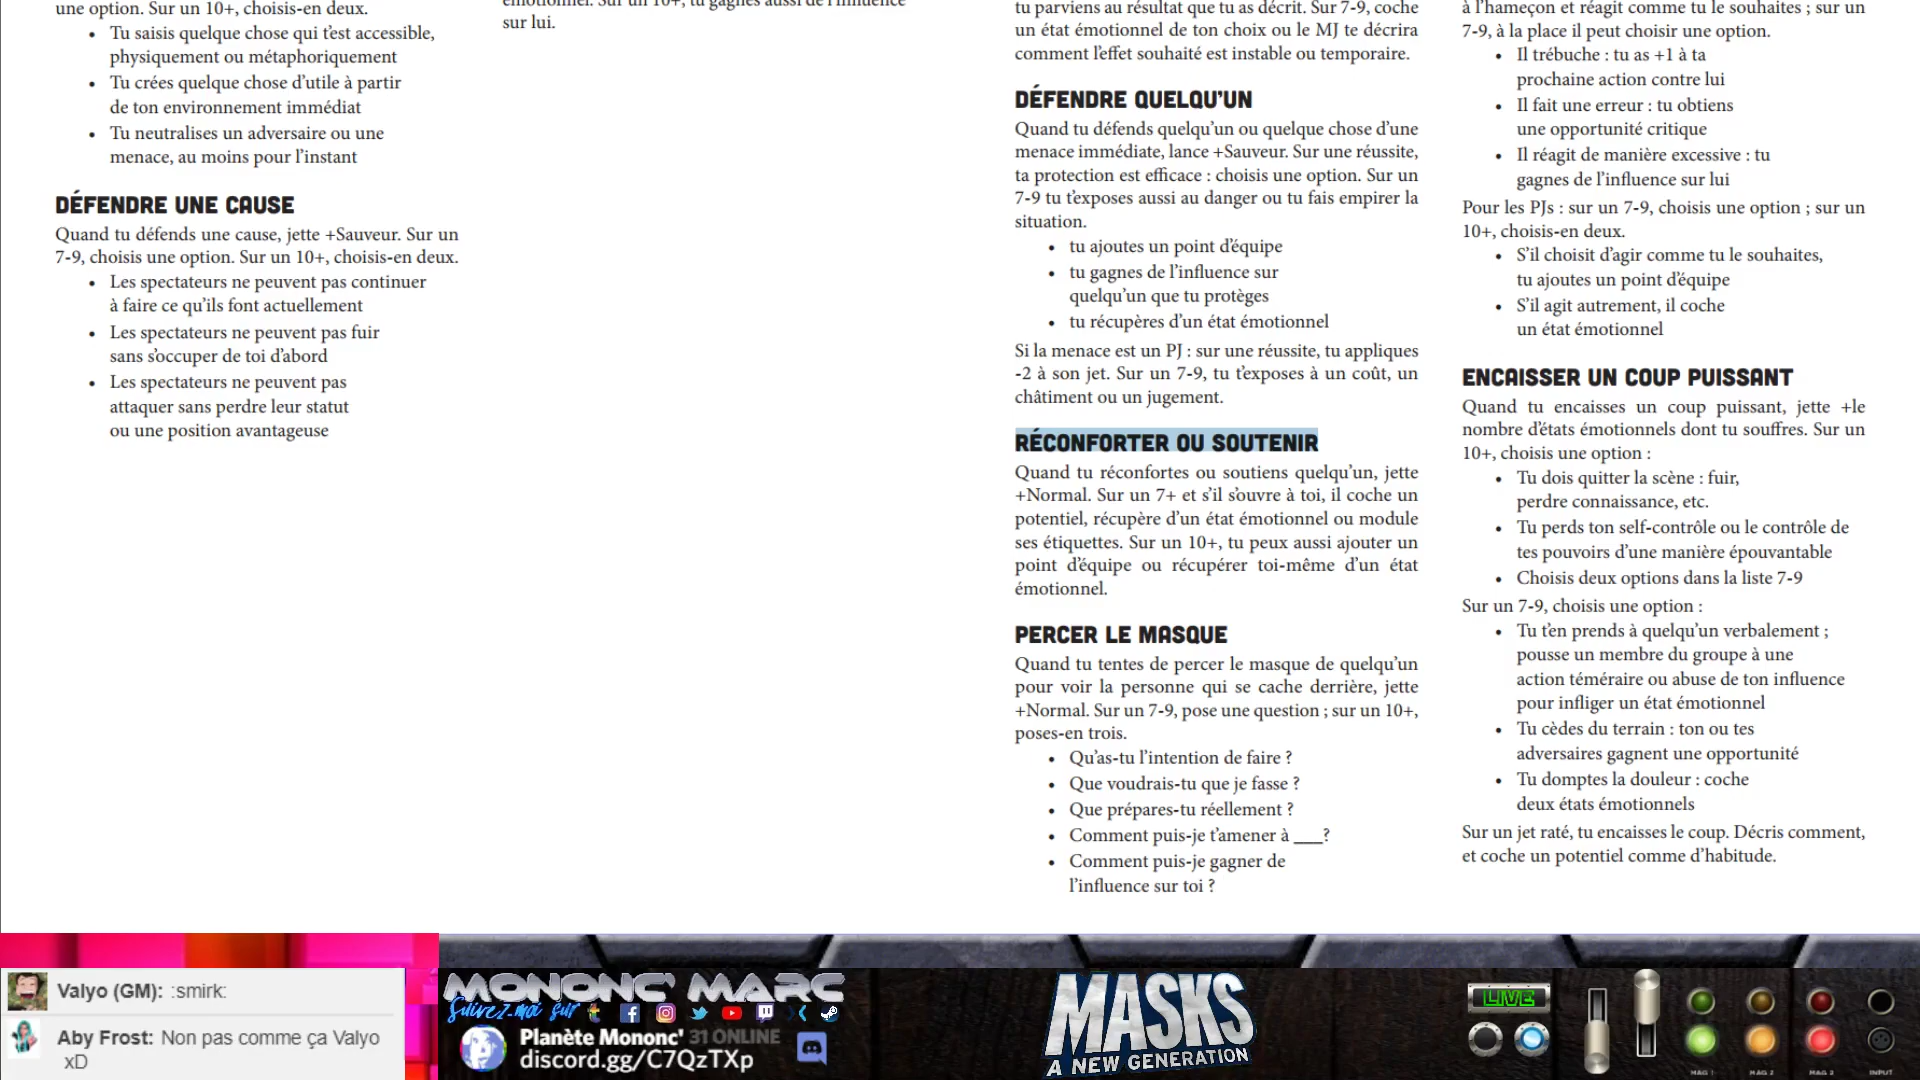 une option. Sur un 10+, choisis-en deux.
• Tu saisis quelque chose qui t'est accessible,
physiquement ou métaphoriquement
• Tu crées quelque chose d'utile à partir
de ton environnement immédiat
• Tu neutralises un adversaire ou une
menace, au moins pour l'instant
DÉFENDRE UNE CAUSE
Quand tu défends une cause, jette +Sauveur. Sur un
7-9, choisis une option. Sur un 10+, choisis-en deux.
• Les spectateurs ne peuvent pas continuer
à faire ce qu'ils font actuellement
• Les spectateurs ne peuvent pas fuir
sans s'occuper de toi d'abord
• Les spectateurs ne peuvent pas
attaquer sans perdre leur statut
ou une position avantageuse
émotionnel. Sur un 10+, tu gagnes aussi de l'influence
sur lui.
tu parviens au résultat que tu as décrit. Sur 7-9, coche
un état émotionnel de ton choix ou le MJ te décrira
comment l'effet souhaité est instable ou temporaire.
DÉFENDRE QUELQU'UN
Quand tu défends quelqu'un ou quelque chose d'une
menace immédiate, lance +Sauveur. Sur une réussite,
ta protection est efficace : choisis une option. Sur un
7-9 tu t'exposes aussi au danger ou tu fais empirer la
situation.
• tu ajoutes un point d'équipe
• tu gagnes de l'influence sur
quelqu'un que tu protèges
• tu récupères d'un état émotionnel
Si la menace est un PJ : sur une réussite, tu appliques
-2 à son jet. Sur un 7-9, tu t'exposes à un coût, un
châtiment ou un jugement.
RÉCONFORTER OU SOUTENIR
Quand tu réconfortes ou soutiens quelqu'un, jette
+Normal. Sur un 7+ et s'il s'ouvre à toi, il coche un
potentiel, récupère d'un état émotionnel ou module
ses étiquettes. Sur un 10+, tu peux aussi ajouter un
point d'équipe ou récupérer toi-même d'un état
émotionnel.
PERCER LE MASQUE
Quand tu tentes de percer le masque de quelqu'un
pour voir la personne qui se cache derrière, jette
+Normal. Sur un 7-9, pose une question ; sur un 10+,
poses-en trois.
• Qu'as-tu l'intention de faire ?
• Que voudrais-tu que je fasse ?
• Que prépares-tu réellement ?
• Comment puis-je t'amener à ___?
• Comment puis-je gagner de
l'influence sur toi ?
à l'hameçon et réagit comme tu le souhaites ; sur un
7-9, à la place il peut choisir une option.
• Il trébuche : tu as +1 à ta
prochaine action contre lui
• Il fait une erreur : tu obtiens
une opportunité critique
• Il réagit de manière excessive : tu
gagnes de l'influence sur lui
Pour les PJs : sur un 7-9, choisis une option ; sur un
10+, choisis-en deux.
• S'il choisit d'agir comme tu le souhaites,
tu ajoutes un point d'équipe
• S'il agit autrement, il coche
un état émotionnel
ENCAISSER UN COUP PUISSANT
Quand tu encaisses un coup puissant, jette +le
nombre d'états émotionnels dont tu souffres. Sur un
10+, choisis une option :
• Tu dois quitter la scène : fuir,
perdre connaissance, etc.
• Tu perds ton self-contrôle ou le contrôle de
tes pouvoirs d'une manière épouvantable
• Choisis deux options dans la liste 7-9
Sur un 7-9, choisis une option :
• Tu t'en prends à quelqu'un verbalement ;
pousse un membre du groupe à une
action téméraire ou abuse de ton influence
pour infliger un état émotionnel
• Tu cèdes du terrain : ton ou tes
adversaires gagnent une opportunité
• Tu domptes la douleur : coche
deux états émotionnels
Sur un jet raté, tu encaisses le coup. Décris comment,
et coche un potentiel comme d'habitude.
Valyo (GM): :smirk:
Aby Frost: Non pas comme ça Valyo
xD
MONONC' MARC
Suivez-moi sur
Planète Mononc' 31 ONLINE
discord.gg/C7QzTXp
MASKS
A NEW GENERATION
LIVE
MAG 1 MAG 2 MAG 3 INPUT